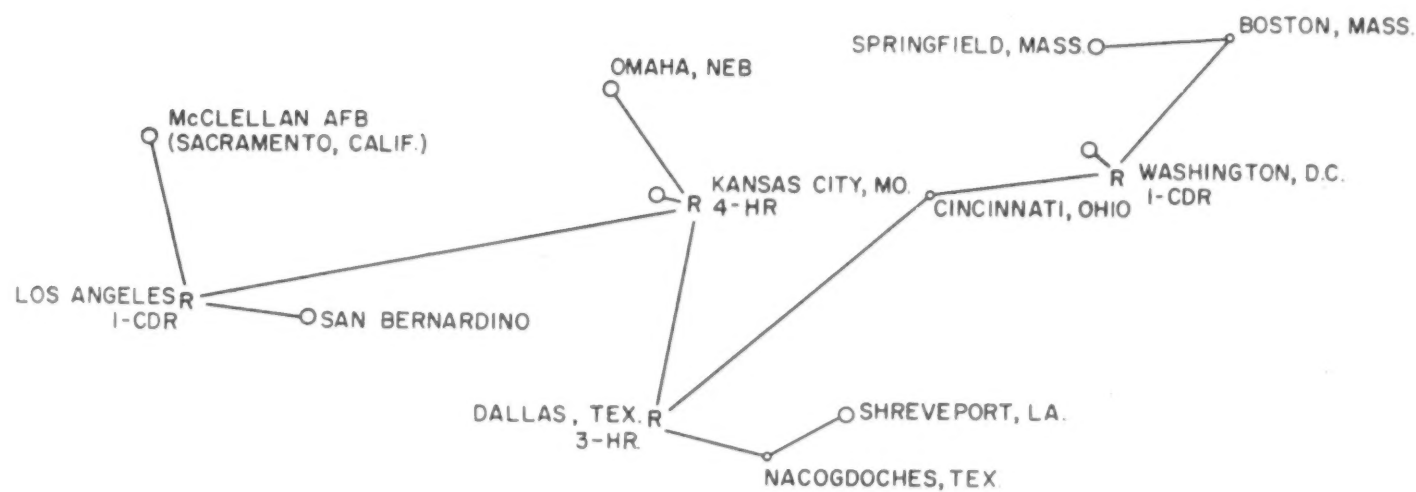 BOSTON, MASS.
SPRINGFIELD, MASS.
OMAHA, NEB
McCLELLAN AFB
(SACRAMENTO, CALIF.)
R WASHINGTON, D.C.
1-CDR
R KANSAS CITY, MO.
4-HR
CINCINNATI, OHIO
LOS ANGELES R
1-CDR
SAN BERNARDINO
DALLAS, TEX. R
3-HR.
SHREVEPORT, LA.
NACOGDOCHES, TEX.